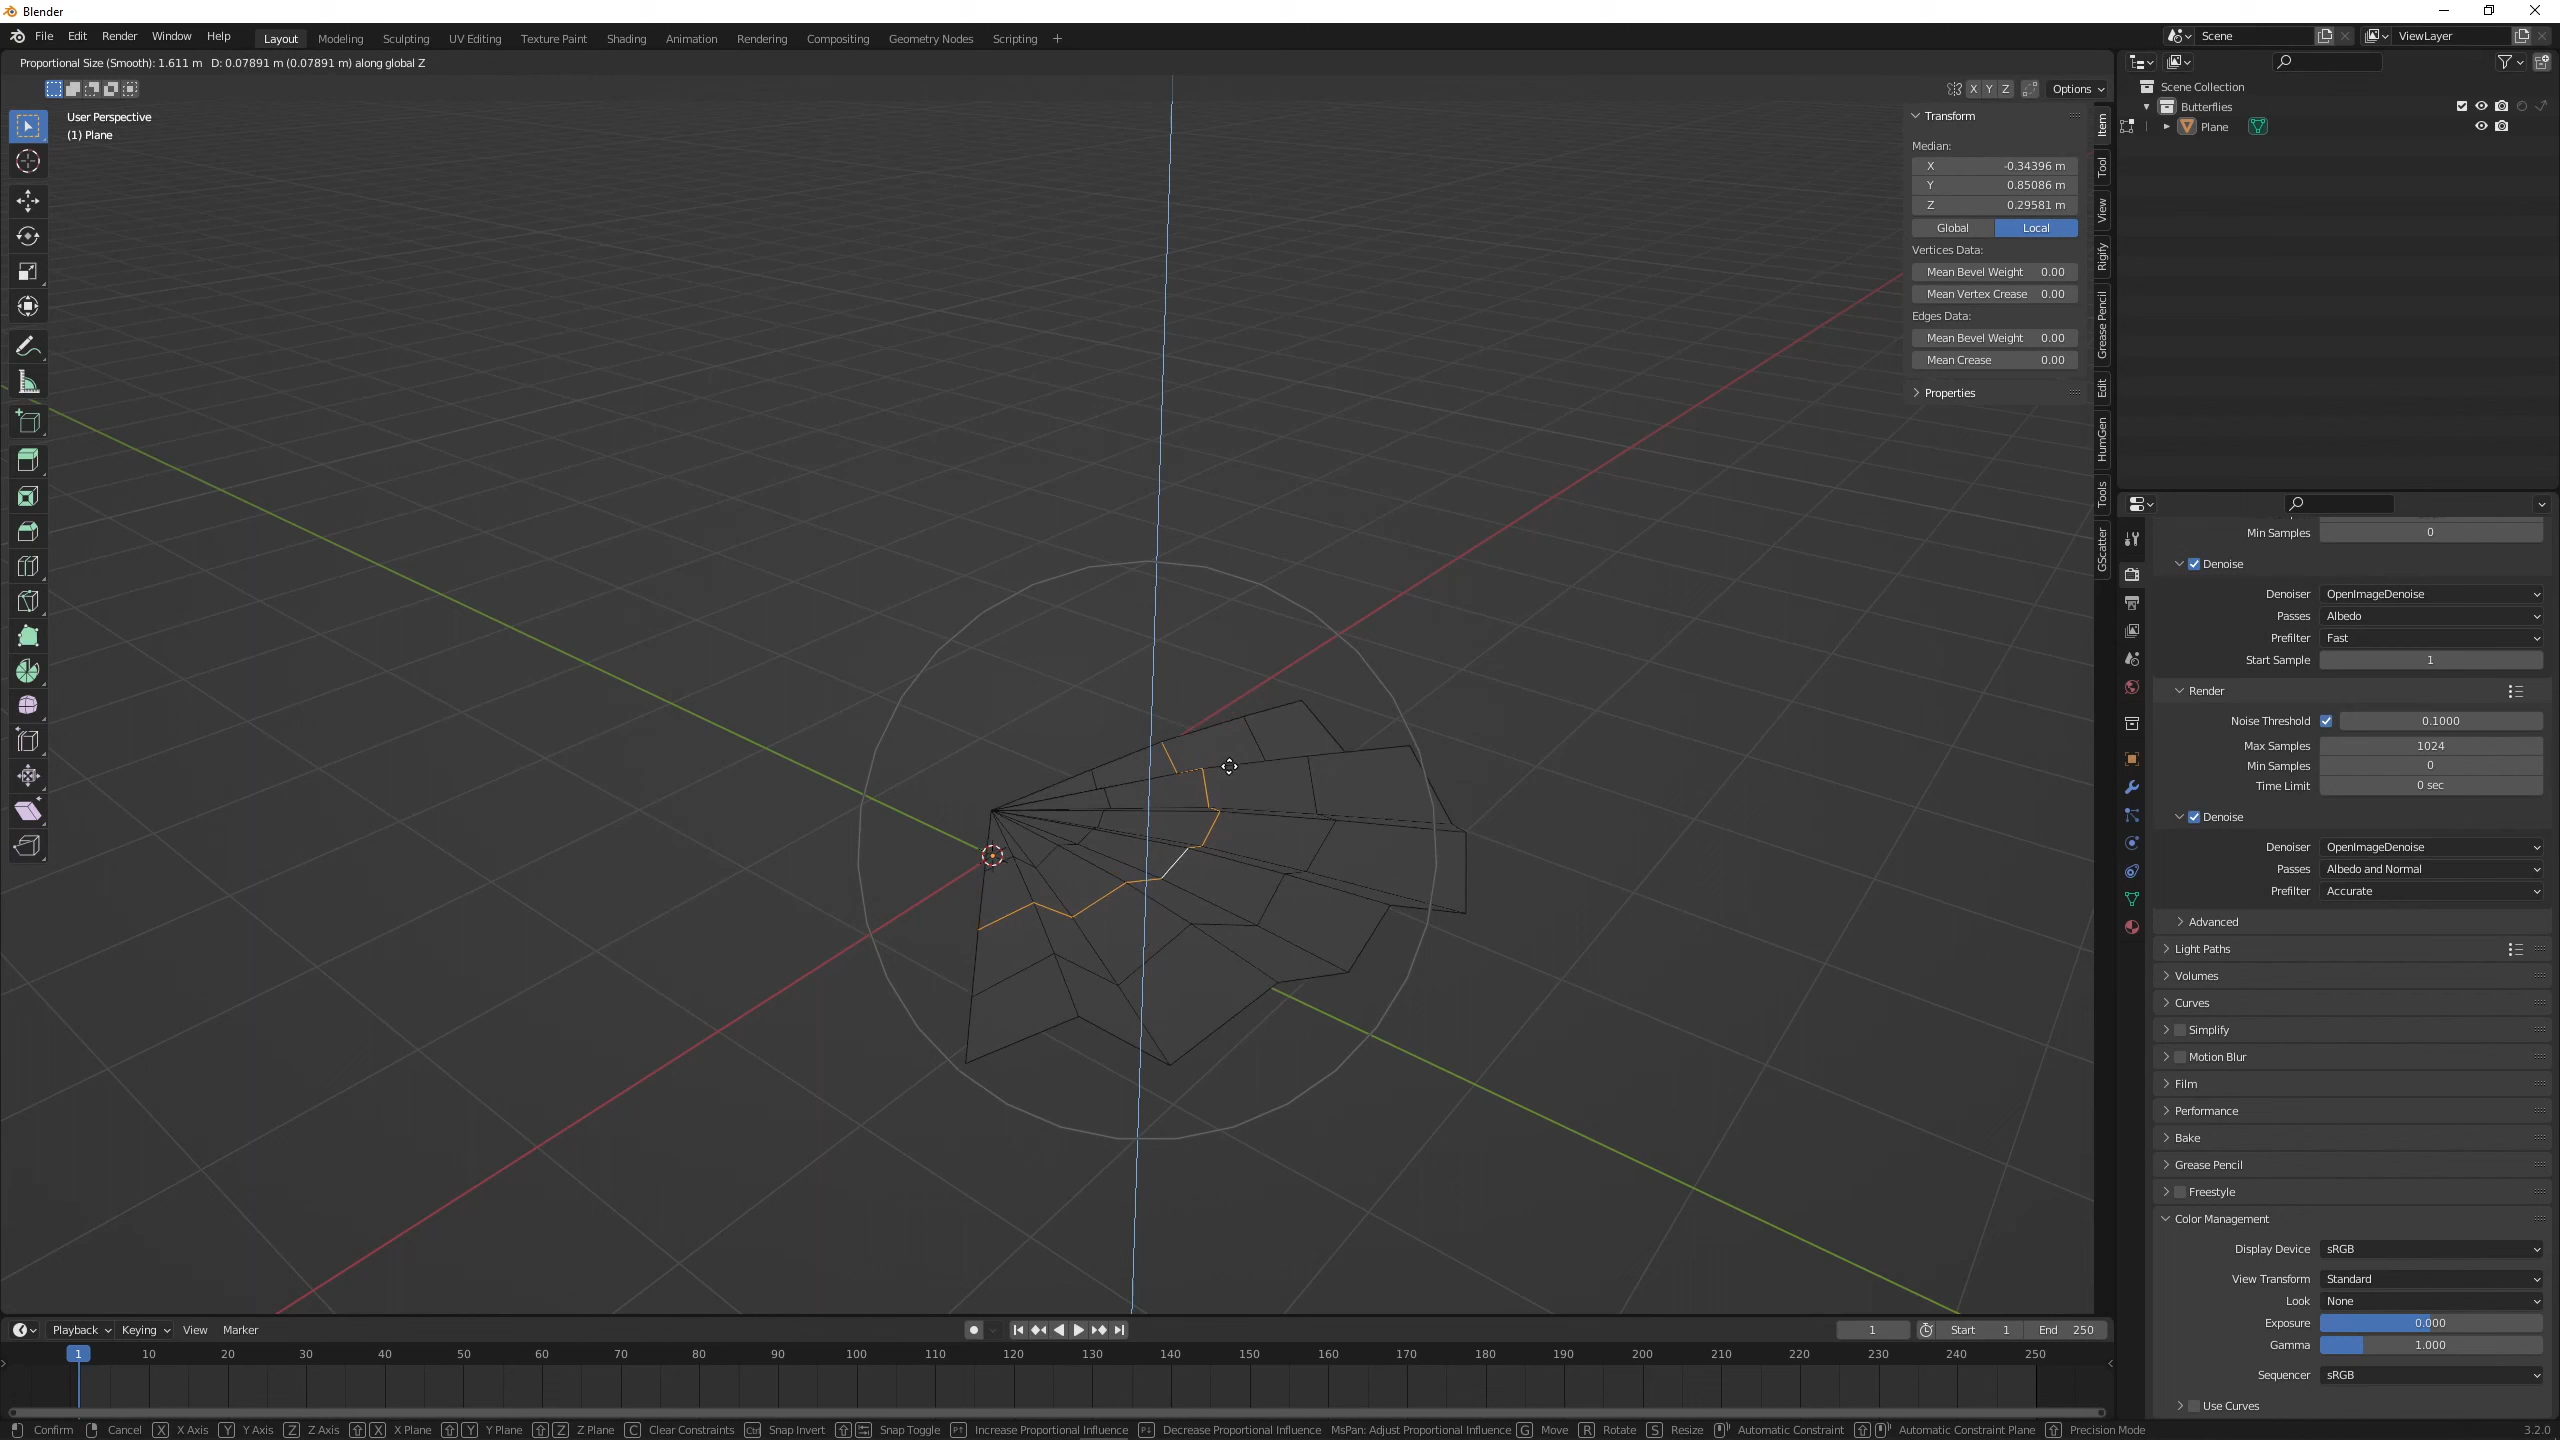 Blender
File Edit Render Window Help Layout Modeling Sculpting UV Editing Texture Paint Shading Animation Rendering Compositing Geometry Nodes Scripting + Scene ViewLayer
Proportional Size (Smooth): 1.611 m D: 0.07891 m (0.07891 m) along global Z
X Y Z Options
User Perspective
(1) Plane
Transform
Median:
X -0.34396 m
Y 0.85086 m
Z 0.29581 m
Global Local
Vertices Data:
Mean Bevel Weight 0.00
Mean Vertex Crease 0.00
Edges Data:
Mean Bevel Weight 0.00
Mean Crease 0.00
Properties
Item
Tool
View
Rigify
Grease Pencil
Edit
HumGen
Tools
GScatter
Scene Collection
Butterflies
Plane
Min Samples 0
Denoise
Denoiser OpenImageDenoise
Passes Albedo
Prefilter Fast
Start Sample 1
Render
Noise Threshold 0.1000
Max Samples 1024
Min Samples 0
Time Limit 0 sec
Denoise
Denoiser OpenImageDenoise
Passes Albedo and Normal
Prefilter Accurate
Advanced
Light Paths
Volumes
Curves
Simplify
Motion Blur
Film
Performance
Bake
Grease Pencil
Freestyle
Color Management
Display Device sRGB
View Transform Standard
Look None
Exposure 0.000
Gamma 1.000
Sequencer sRGB
Use Curves
Playback Keying View Marker 1 Start 1 End 250
1 10 20 30 40 50 60 70 80 90 100 110 120 130 140 150 160 170 180 190 200 210 220 230 240 250
Confirm Cancel X X Axis Y Y Axis Z Z Axis X X Plane Y Y Plane Z Z Plane C Clear Constraints Ctrl Snap Invert Snap Toggle Increase Proportional Influence Decrease Proportional Influence MsPan: Adjust Proportional Influence G Move R Rotate S Resize Automatic Constraint Automatic Constraint Plane Precision Mode 3.2.0